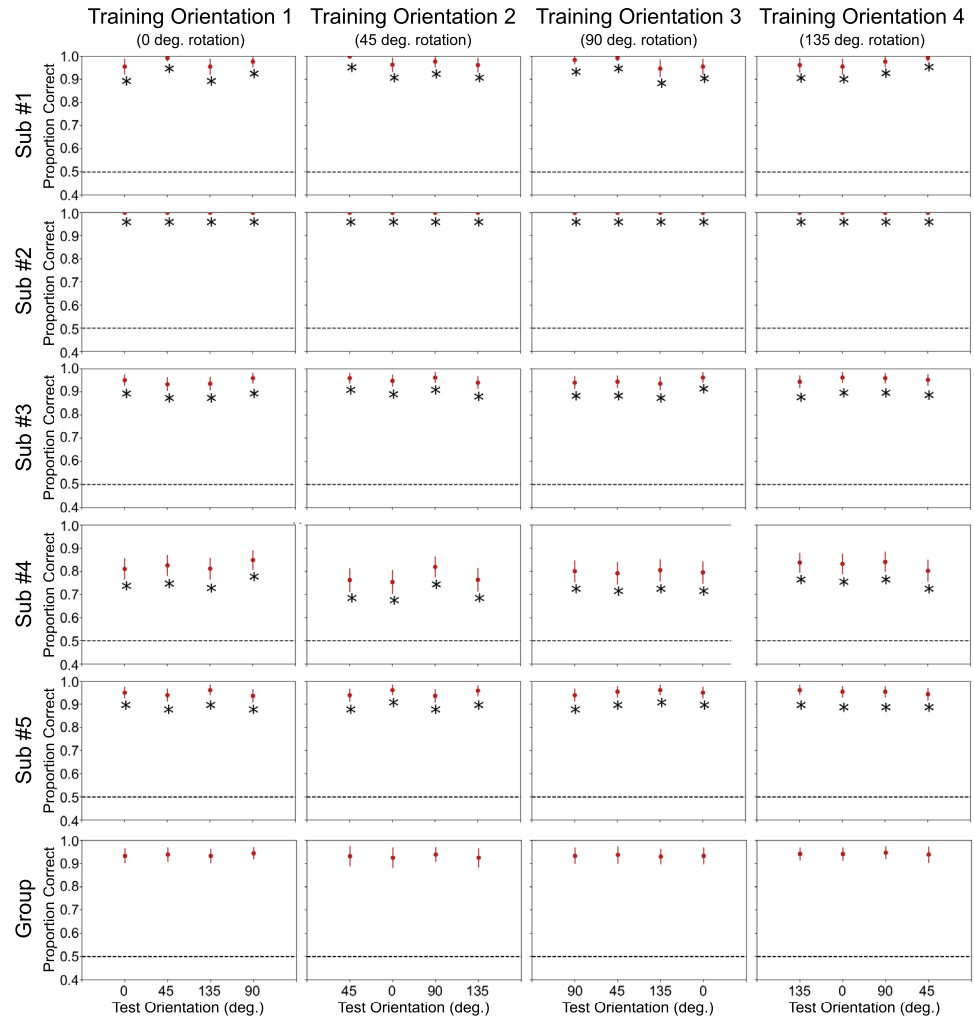 Training Orientation 1 Training Orientation 2 Training Orientation 3 Training Orientation 4
(0 deg. rotation) (45 deg. rotation) (90 deg. rotation) (135 deg. rotation)
Sub #1
Proportion Correct
1.0
0.9
0.8
0.7
0.6
0.5
0.4
Sub #2
Proportion Correct
1.0
0.9
0.8
0.7
0.6
0.5
0.4
Sub #3
Proportion Correct
1.0
0.9
0.8
0.7
0.6
0.5
0.4
Sub #4
Proportion Correct
1.0
0.9
0.8
0.7
0.6
0.5
0.4
Sub #5
Proportion Correct
1.0
0.9
0.8
0.7
0.6
0.5
0.4
Group
Proportion Correct
1.0
0.9
0.8
0.7
0.6
0.5
0.4
0 45 135 90 45 0 90 135 90 45 135 0 135 0 90 45
Test Orientation (deg.) Test Orientation (deg.) Test Orientation (deg.) Test Orientation (deg.)